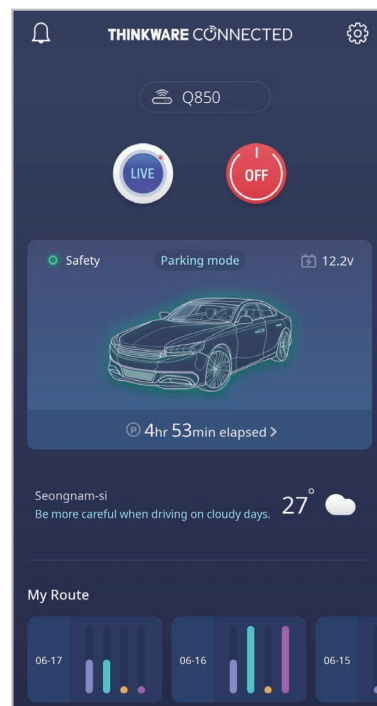 THINKWARE CONNECTED
Q850
LIVE
OFF
Safety Parking mode 12.2v
P 4hr 53min elapsed >
Seongnam-si
Be more careful when driving on cloudy days. 27°
My Route
06-17 06-16 06-15